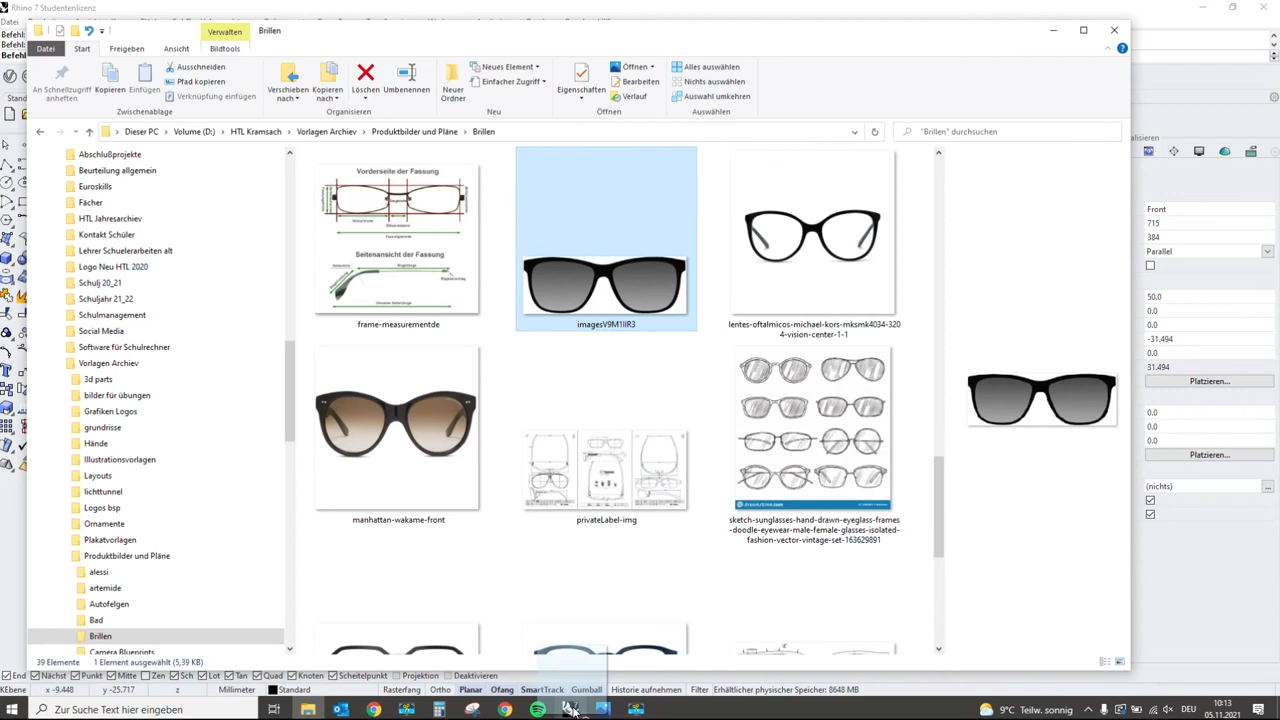 Rhino 7 Studentenlizenz
Datei
Befehl:
Befehl:
Befehl
Verwalten
Brillen
Datei
Start
Freigeben
Ansicht
Bildtools
An Schnellzugriff anheften
Kopieren
Einfügen
Ausschneiden
Pfad kopieren
Verknüpfung einfügen
Zwischenablage
Verschieben nach
Kopieren nach
Löschen
Umbenennen
Organisieren
Neuer Ordner
Neues Element
Einfacher Zugriff
Neu
Eigenschaften
Öffnen
Bearbeiten
Verlauf
Öffnen
Alles auswählen
Nichts auswählen
Auswahl umkehren
Auswählen
Dieser PC > Volume (D:) > HTL Kramsach > Vorlagen Archiev > Produktbilder und Pläne > Brillen
"Brillen" durchsuchen
Abschlußprojekte
Beurteilung allgemein
Euroskills
Fächer
HTL Jahresarchiev
Kontakt Schüler
Lehrer Schuelerarbeiten alt
Logo Neu HTL 2020
Schulj 20_21
Schuljahr 21_22
Schulmanagement
Social Media
Software für Schulrechner
Vorlagen Archiev
3d parts
bilder für übungen
Grafiken Logos
grundrisse
Hände
Illustrationsvorlagen
Layouts
lichttunnel
Logos bsp
Ornamente
Plakatvorlagen
Produktbilder und Pläne
alessi
artemide
Autofelgen
Bad
Brillen
Camera Blueprints
Vorderseite der Fassung
Seitenansicht der Fassung
frame-measurementde
imagesV9M1IIR3
lentes-oftalmicos-michael-kors-mksmk4034-320
4-vision-center-1-1
manhattan-wakame-front
privateLabel-img
sketch-sunglasses-hand-drawn-eyeglass-frames
-doodle-eyewear-male-female-glasses-isolated
-fashion-vector-vintage-set-163629891
39 Elemente
1 Element ausgewählt (5,39 KB)
Stand
alisieren
Front
715
384
Parallel
50.0
0.0
0.0
-31.494
0.0
31.494
Platzieren...
0.0
0.0
0.0
Platzieren...
(nichts)
...
End Nächst Punkt Mitte Zen Sch Lot Tan Quad Knoten Scheitelpunkt Projektion Deaktivieren
KEbene x -9.448 y -25.717 z Millimeter Standard Rasterfang Ortho Planar Ofang SmartTrack Gumball Historie aufnehmen Filter Erhältlicher physischer Speiher: 8648 MB
Zur Suche Text hier eingeben
9°C Teilw. sonnig
DEU
10:13
05.11.2021